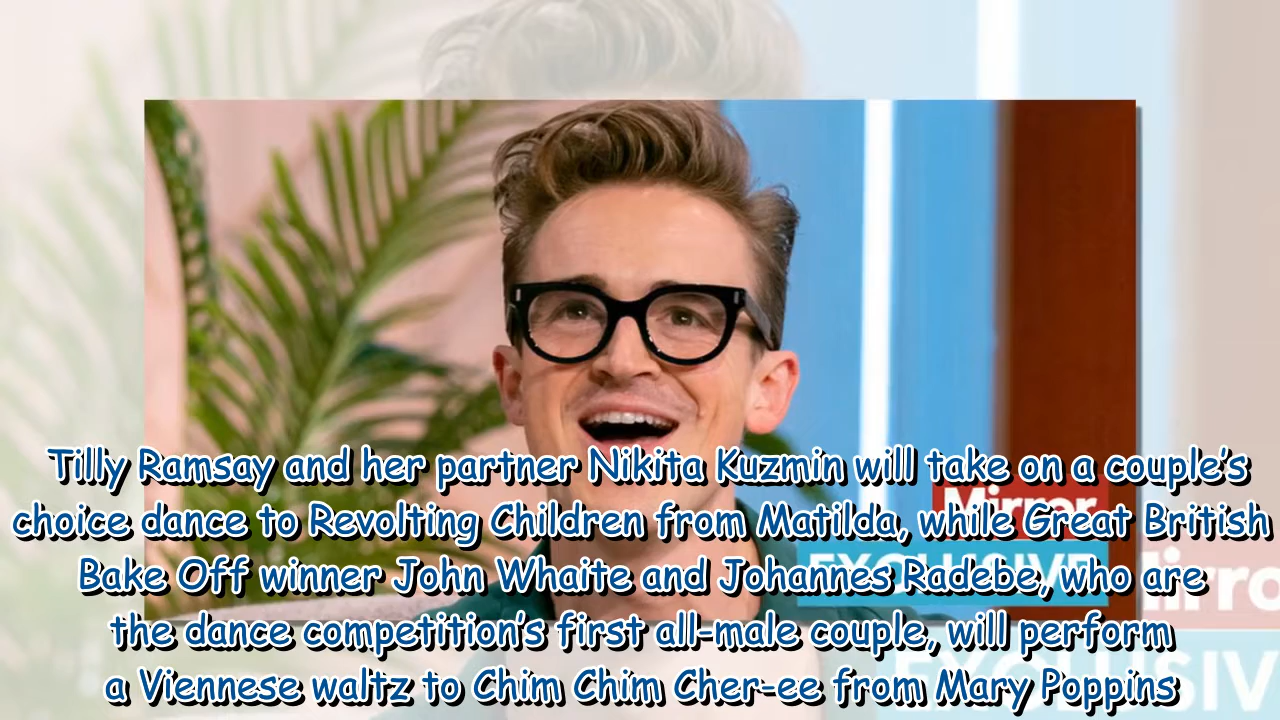 Tilly Ramsay and her partner Nikita Kuzmin will take on a couple's
choice dance to Revolting Children from Matilda, while Great British
Bake Off winner John Whaite and Johannes Radebe, who are
the dance competition's first all-male couple, will perform
a Viennese waltz to Chim Chim Cher-ee from Mary Poppins
Mirror
EXCLUSIVE